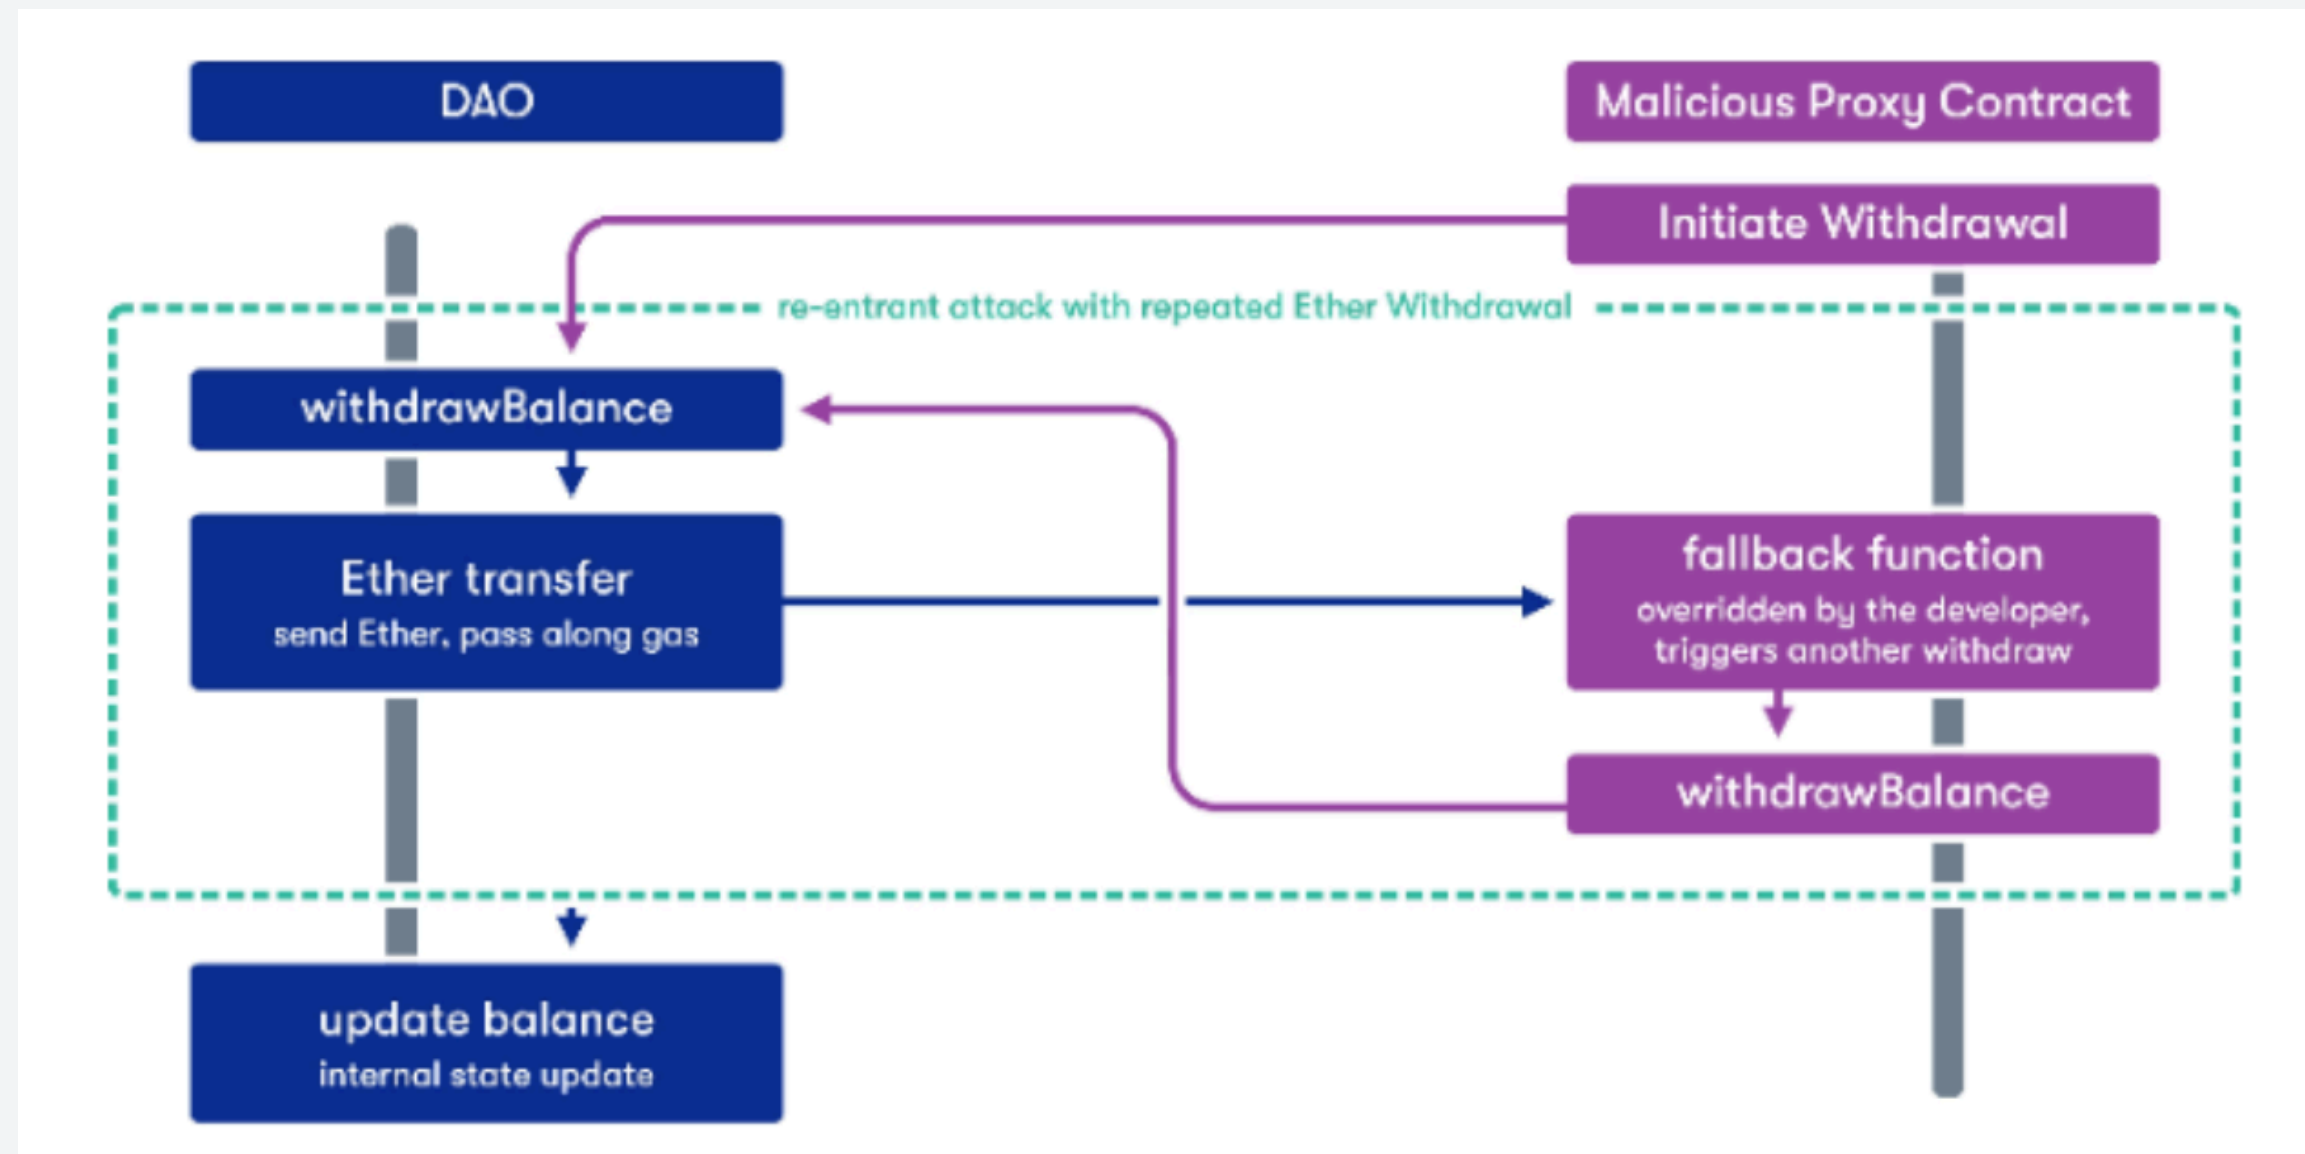 DAO
Malicious Proxy Contract
Initiate Withdrawal
re-entrant attack with repeated Ether Withdrawal
withdrawBalance
Ether transfer
send Ether, pass along gas
fallback function
overridden by the developer,
triggers another withdraw
withdrawBalance
update balance
internal state update